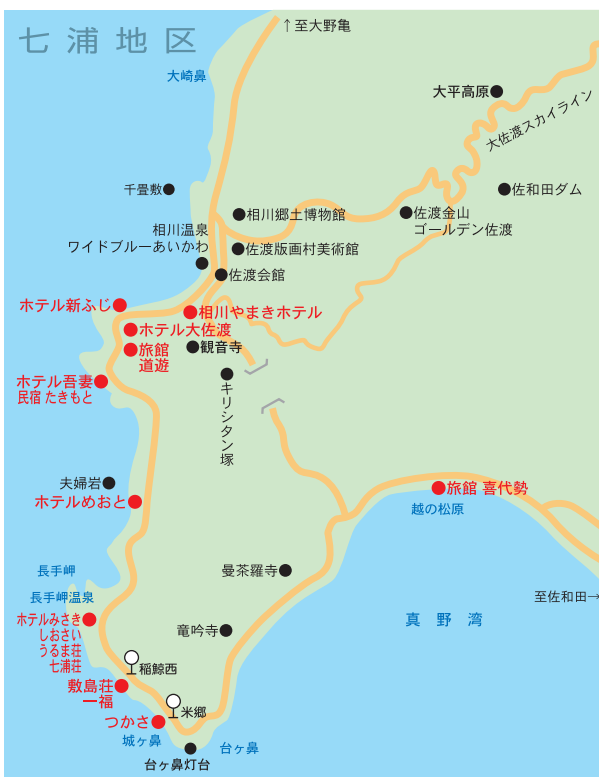 七浦地区
↑至大野亀
大崎鼻
大平高原
大佐渡スカイライン
千畳敷
佐和田ダム
相川郷土博物館
佐渡金山
ゴールデン佐渡
相川温泉
ワイドブルーあいかわ
佐渡版画村美術館
佐渡会館
ホテル新ふじ
相川やまきホテル
ホテル大佐渡
旅館
道遊
観音寺
ホテル吾妻
民宿 たきもと
キリシタン塚
夫婦岩
ホテルめおと
旅館 喜代勢
越の松原
長手岬
曼茶羅寺
長手岬温泉
至佐和田→
ホテルみさき
しおさい
うるま荘
七浦荘
真野湾
竜吟寺
稲鯨西
敷島荘
一福
米郷
つかさ
城ヶ鼻
台ヶ鼻
台ヶ鼻灯台